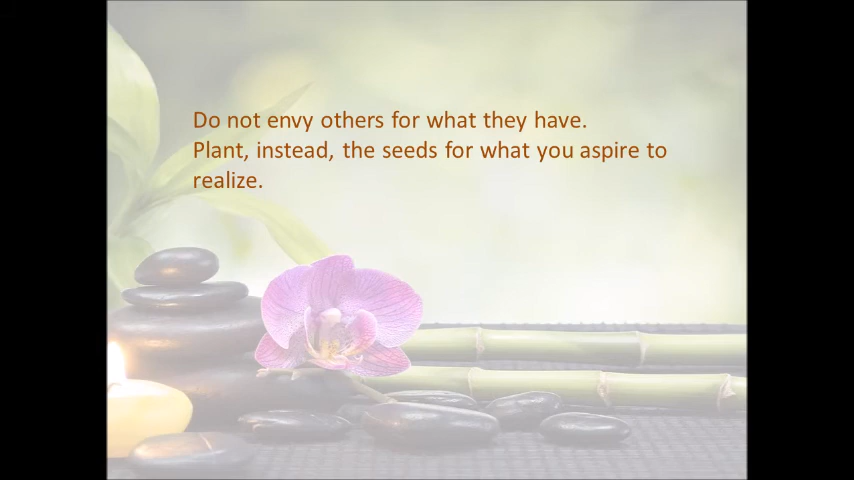 Do not envy others for what they have.
Plant, instead, the seeds for what you aspire to
realize.